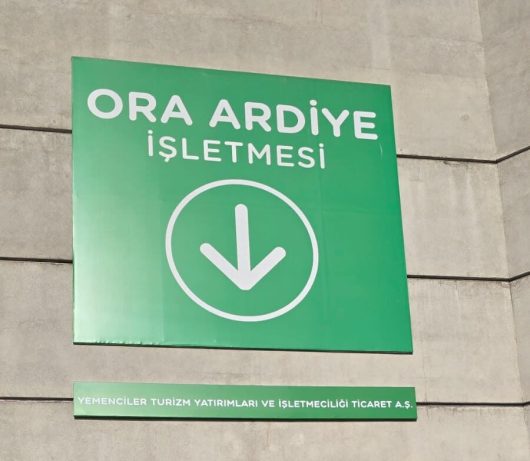 ORA ARDİYE
İŞLETMESİ
YEMENCİLER TURİZM YATIRIMLARI VE İŞLETMECİLİĞİ TİCARET A.Ş.